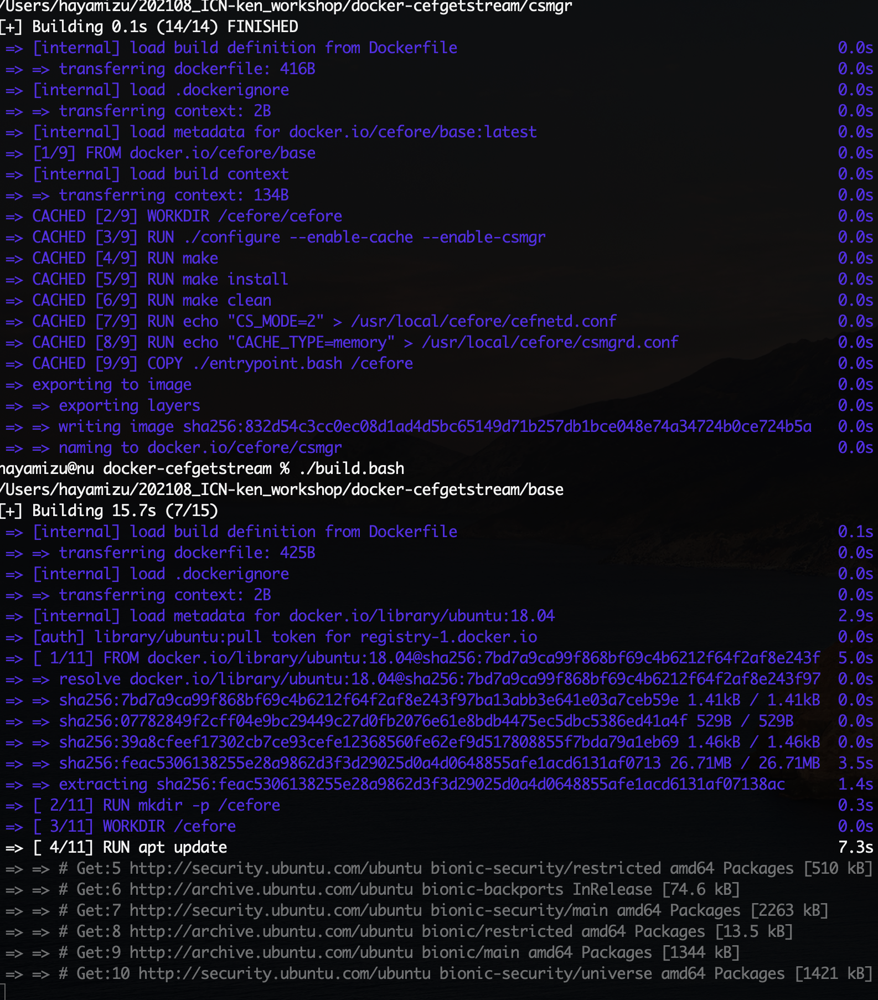 /Users/hayamizu/202108_ICN-ken_workshop/docker-cefgetstream/csmgr
[+] Building 0.1s (14/14) FINISHED
=> [internal] load build definition from Dockerfile 0.0s
=> => transferring dockerfile: 416B 0.0s
=> [internal] load .dockerignore 0.0s
=> => transferring context: 2B 0.0s
=> [internal] load metadata for docker.io/cefore/base:latest 0.0s
=> [1/9] FROM docker.io/cefore/base 0.0s
=> [internal] load build context 0.0s
=> => transferring context: 134B 0.0s
=> CACHED [2/9] WORKDIR /cefore/cefore 0.0s
=> CACHED [3/9] RUN ./configure --enable-cache --enable-csmgr 0.0s
=> CACHED [4/9] RUN make 0.0s
=> CACHED [5/9] RUN make install 0.0s
=> CACHED [6/9] RUN make clean 0.0s
=> CACHED [7/9] RUN echo "CS_MODE=2" > /usr/local/cefore/cefnetd.conf 0.0s
=> CACHED [8/9] RUN echo "CACHE_TYPE=memory" > /usr/local/cefore/csmgrd.conf 0.0s
=> CACHED [9/9] COPY ./entrypoint.bash /cefore 0.0s
=> exporting to image 0.0s
=> => exporting layers 0.0s
=> => writing image sha256:832d54c3cc0ec08d1ad4d5bc65149d71b257db1bce048e74a34724b0ce724b5a 0.0s
=> => naming to docker.io/cefore/csmgr 0.0s
hayamizu@nu docker-cefgetstream % ./build.bash
/Users/hayamizu/202108_ICN-ken_workshop/docker-cefgetstream/base
[+] Building 15.7s (7/15)
=> [internal] load build definition from Dockerfile 0.1s
=> => transferring dockerfile: 425B 0.0s
=> [internal] load .dockerignore 0.0s
=> => transferring context: 2B 0.0s
=> [internal] load metadata for docker.io/library/ubuntu:18.04 2.9s
=> [auth] library/ubuntu:pull token for registry-1.docker.io 0.0s
=> [ 1/11] FROM docker.io/library/ubuntu:18.04@sha256:7bd7a9ca99f868bf69c4b6212f64f2af8e243f 5.0s
=> => resolve docker.io/library/ubuntu:18.04@sha256:7bd7a9ca99f868bf69c4b6212f64f2af8e243f97 0.0s
=> => sha256:7bd7a9ca99f868bf69c4b6212f64f2af8e243f97ba13abb3e641e03a7ceb59e 1.41kB / 1.41kB 0.0s
=> => sha256:07782849f2cff04e9bc29449c27d0fb2076e61e8bdb4475ec5dbc5386ed41a4f 529B / 529B 0.0s
=> => sha256:39a8cfeef17302cb7ce93cefe12368560fe62ef9d517808855f7bda79a1eb69 1.46kB / 1.46kB 0.0s
=> => sha256:feac5306138255e28a9862d3f3d29025d0a4d0648855afe1acd6131af0713 26.71MB / 26.71MB 3.5s
=> => extracting sha256:feac5306138255e28a9862d3f3d29025d0a4d0648855afe1acd6131af07138ac 1.4s
=> [ 2/11] RUN mkdir -p /cefore 0.3s
=> [ 3/11] WORKDIR /cefore 0.0s
=> [ 4/11] RUN apt update 7.3s
=> => # Get:5 http://security.ubuntu.com/ubuntu bionic-security/restricted amd64 Packages [510 kB]
=> => # Get:6 http://archive.ubuntu.com/ubuntu bionic-backports InRelease [74.6 kB]
=> => # Get:7 http://security.ubuntu.com/ubuntu bionic-security/main amd64 Packages [2263 kB]
=> => # Get:8 http://archive.ubuntu.com/ubuntu bionic/restricted amd64 Packages [13.5 kB]
=> => # Get:9 http://archive.ubuntu.com/ubuntu bionic/main amd64 Packages [1344 kB]
=> => # Get:10 http://security.ubuntu.com/ubuntu bionic-security/universe amd64 Packages [1421 kB]